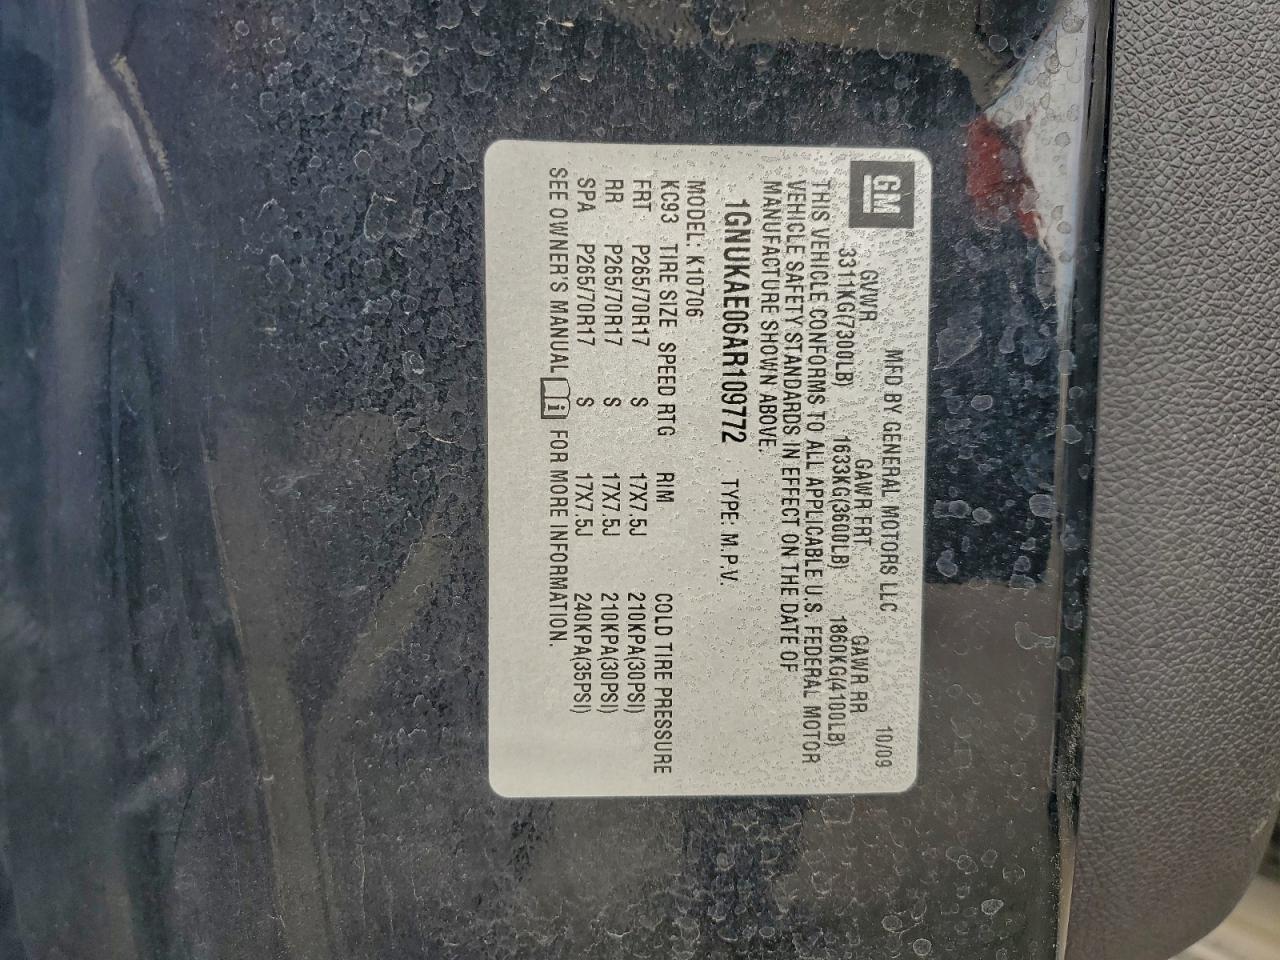 GM
MFD BY GENERAL MOTORS LLC 10/09
GVWR GAWR FRT GAWR RR
3311KG(7300LB) 1633KG(3600LB) 1860KG(4100LB)
THIS VEHICLE CONFORMS TO ALL APPLICABLE U.S. FEDERAL MOTOR
VEHICLE SAFETY STANDARDS IN EFFECT ON THE DATE OF
MANUFACTURE SHOWN ABOVE.
1GNUKAE06AR109772 TYPE: M.P.V.
MODEL: K10706
KC93 TIRE SIZE SPEED RTG RIM COLD TIRE PRESSURE
FRT P265/70R17 S 17X7.5J 210KPA(30PSI)
RR P265/70R17 S 17X7.5J 210KPA(30PSI)
SPA P265/70R17 S 17X7.5J 240KPA(35PSI)
SEE OWNER'S MANUAL i FOR MORE INFORMATION.